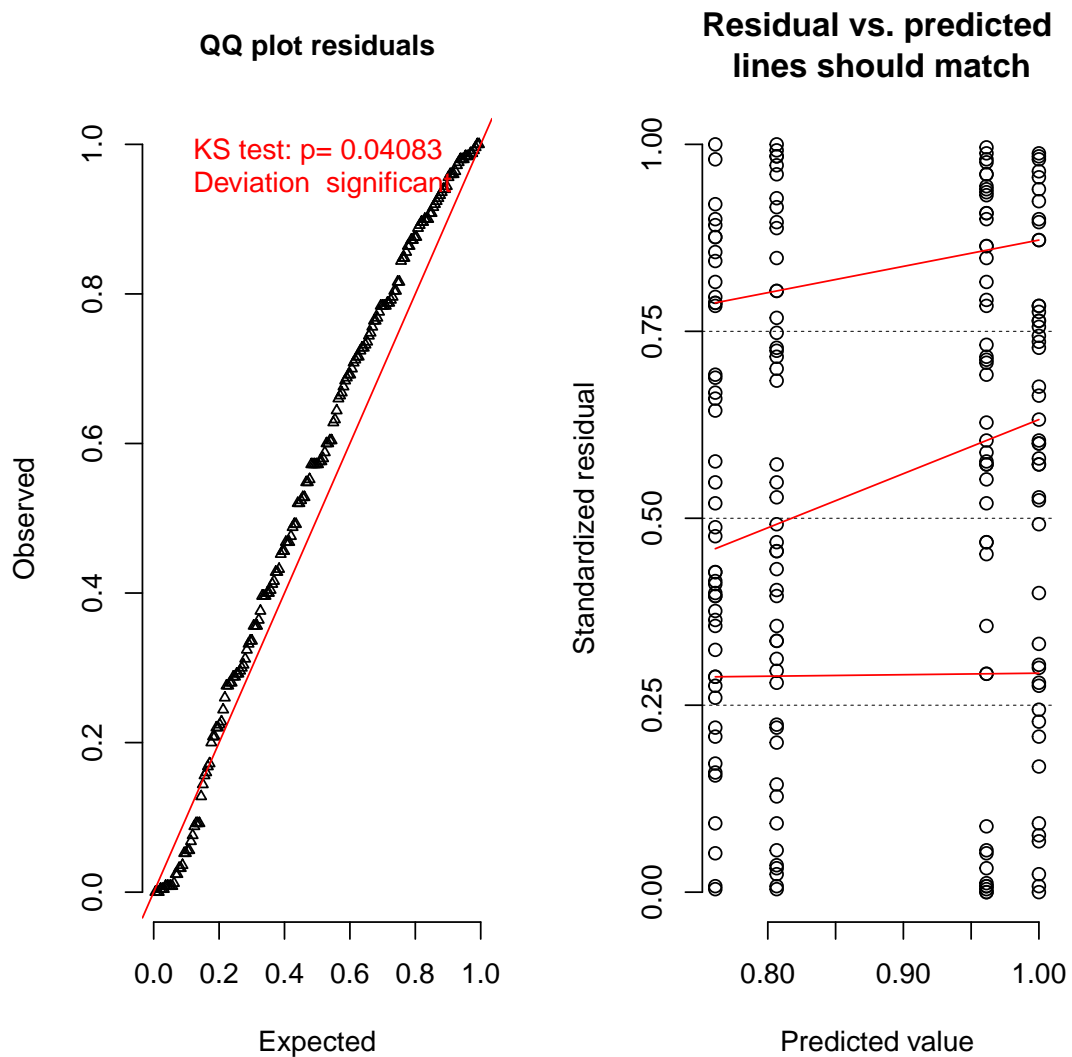 QQ plot residuals
KS test: p= 0.04083
Deviation  significant
Observed
0.0
0.2
0.4
0.6
0.8
1.0
0.0 0.2 0.4 0.6 0.8 1.0
Expected
Residual vs. predicted
lines should match
Standardized residual
0.00
0.25
0.50
0.75
1.00
0.80 0.90 1.00
Predicted value